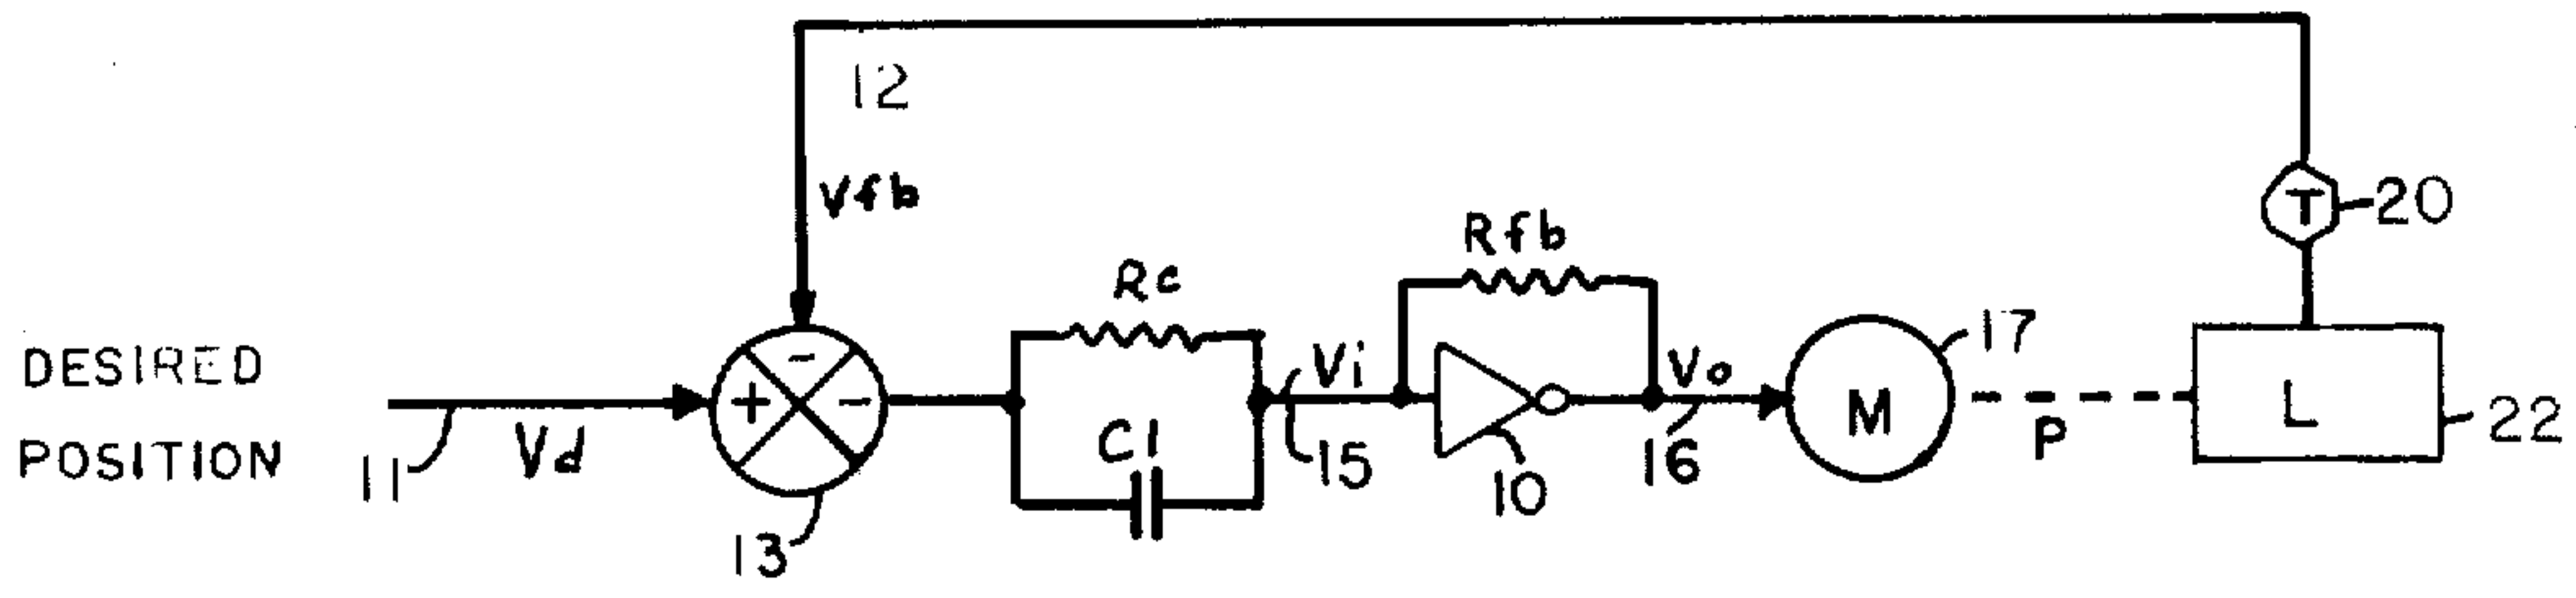 12
Vfb
T
20
Rfb
Rc
DESIRED
POSITION
11
Vd
+
-
-
13
C1
Vi
15
10
Vo
16
M
17
P
L
22